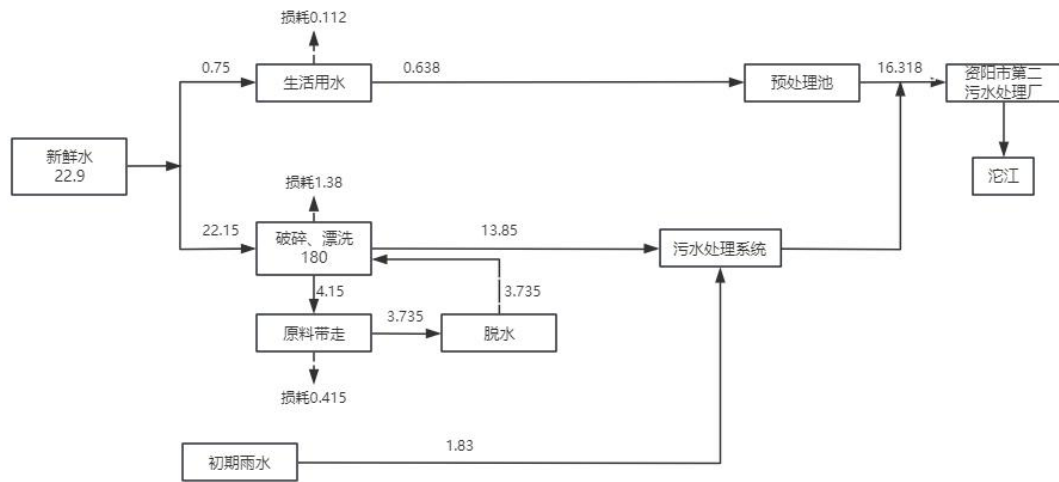 损耗0.112
0.75
生活用水
0.638
预处理池
16.318
资阳市第二
污水处理厂
新鲜水
22.9
沱江
损耗1.38
22.15
破碎、漂洗
180
13.85
污水处理系统
4.15
3.735
原料带走
3.735
脱水
损耗0.415
初期雨水
1.83